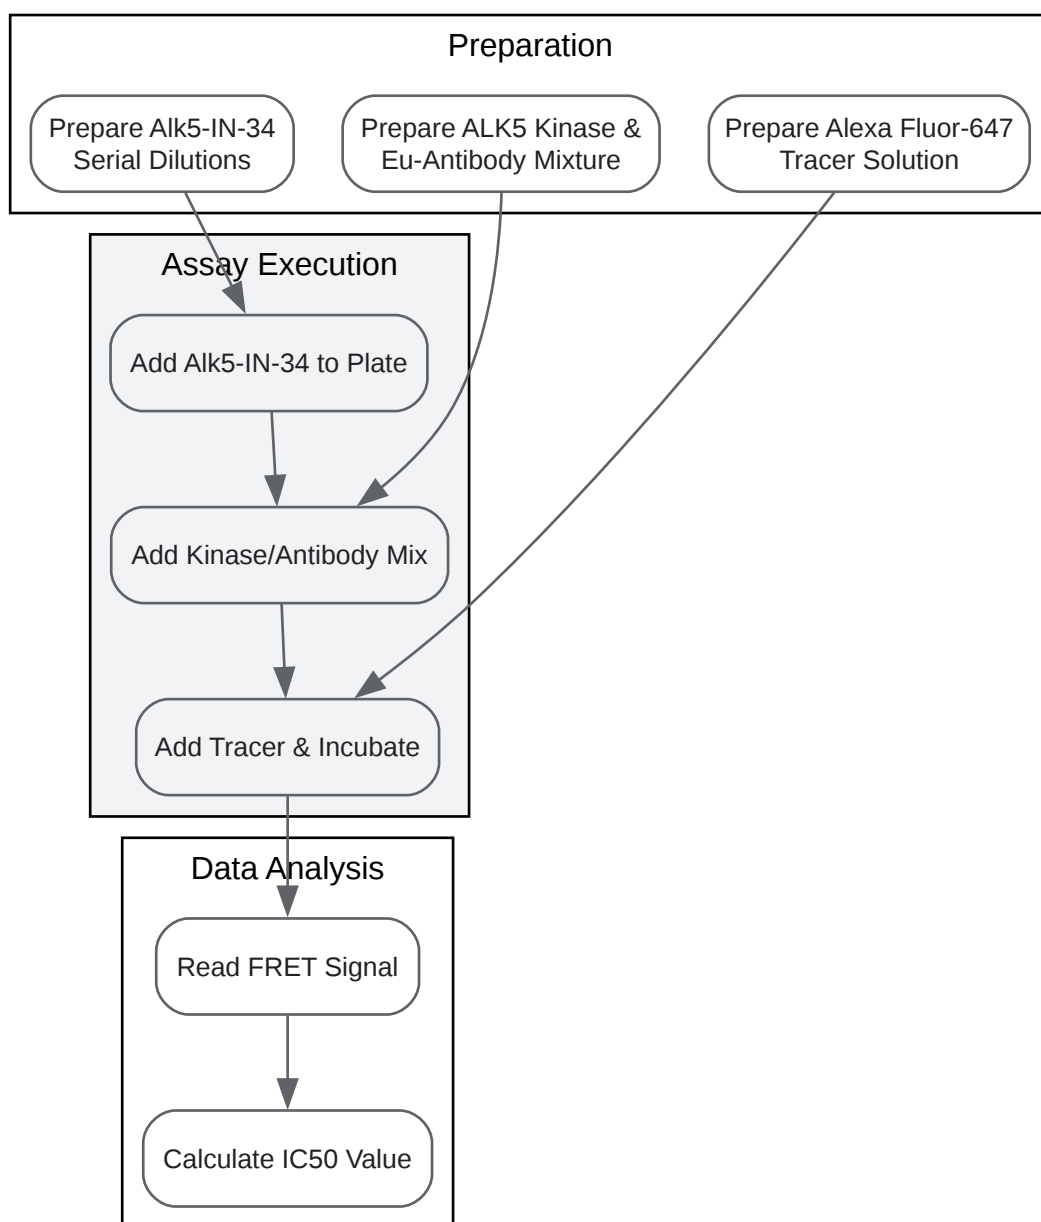 Preparation
Prepare Alk5-IN-34
Serial Dilutions
Prepare ALK5 Kinase &
Eu-Antibody Mixture
Prepare Alexa Fluor-647
Tracer Solution
Assay Execution
Add Alk5-IN-34 to Plate
Add Kinase/Antibody Mix
Add Tracer & Incubate
Data Analysis
Read FRET Signal
Calculate IC50 Value